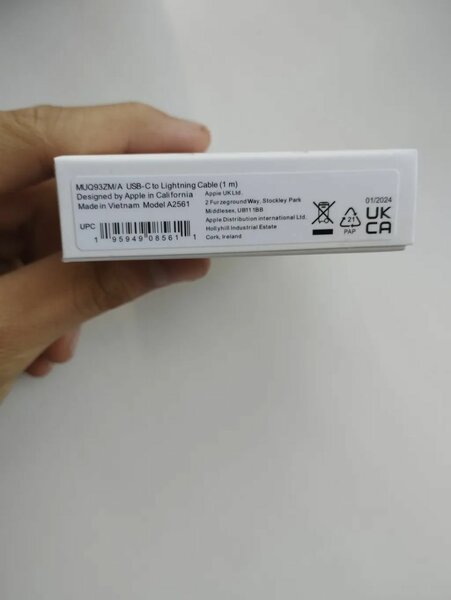 MUQ93ZM/A USB-C to Lightning Cable (1 m)
Designed by Apple in California
Made in Vietnam Model A2561
UPC
1 95949 08561 1
Apple UK Ltd.
2 Furzeground Way, Stockley Park
Middlesex, UB11 1BB
Apple Distribution international Ltd.
Hollyhill Industrial Estate
Cork, Ireland
21
PAP
01/2024
UK
CA